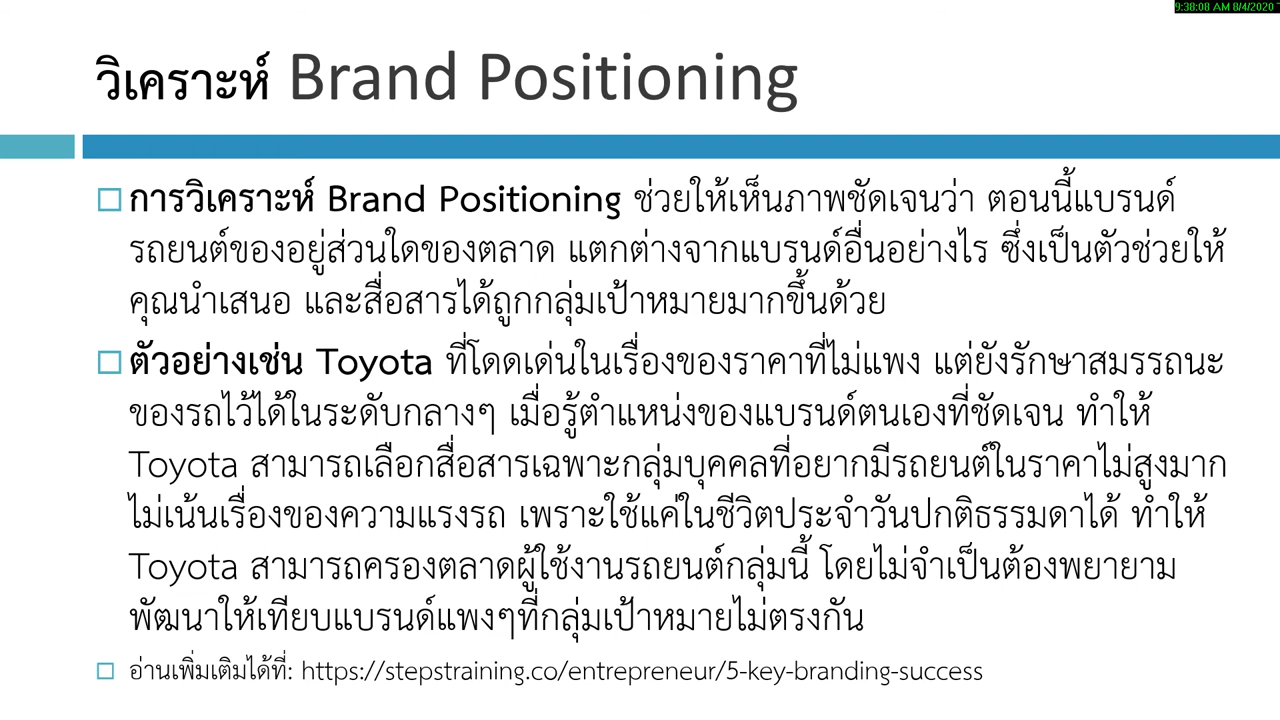 9:38:08 AM 8/4/2020
วิเคราะห์ Brand Positioning
การวิเคราะห์ Brand Positioning ช่วยให้เห็นภาพชัดเจนว่า ตอนนี้แบรนด์
รถยนต์ของอยู่ส่วนใดของตลาด แตกต่างจากแบรนด์อื่นอย่างไร ซึ่งเป็นตัวช่วยให้
คุณนำเสนอ และสื่อสารได้ถูกกลุ่มเป้าหมายมากขึ้นด้วย
ตัวอย่างเช่น Toyota ที่โดดเด่นในเรื่องของราคาที่ไม่แพง แต่ยังรักษาสมรรถนะ
ของรถไว้ได้ในระดับกลางๆ เมื่อรู้ตำแหน่งของแบรนด์ตนเองที่ชัดเจน ทำให้
Toyota สามารถเลือกสื่อสารเฉพาะกลุ่มบุคคลที่อยากมีรถยนต์ในราคาไม่สูงมาก
ไม่เน้นเรื่องของความแรงรถ เพราะใช้แค่ในชีวิตประจำวันปกติธรรมดาได้ ทำให้
Toyota สามารถครองตลาดผู้ใช้งานรถยนต์กลุ่มนี้ โดยไม่จำเป็นต้องพยายาม
พัฒนาให้เทียบแบรนด์แพงๆที่กลุ่มเป้าหมายไม่ตรงกัน
อ่านเพิ่มเติมได้ที่: https://stepstraining.co/entrepreneur/5-key-branding-success